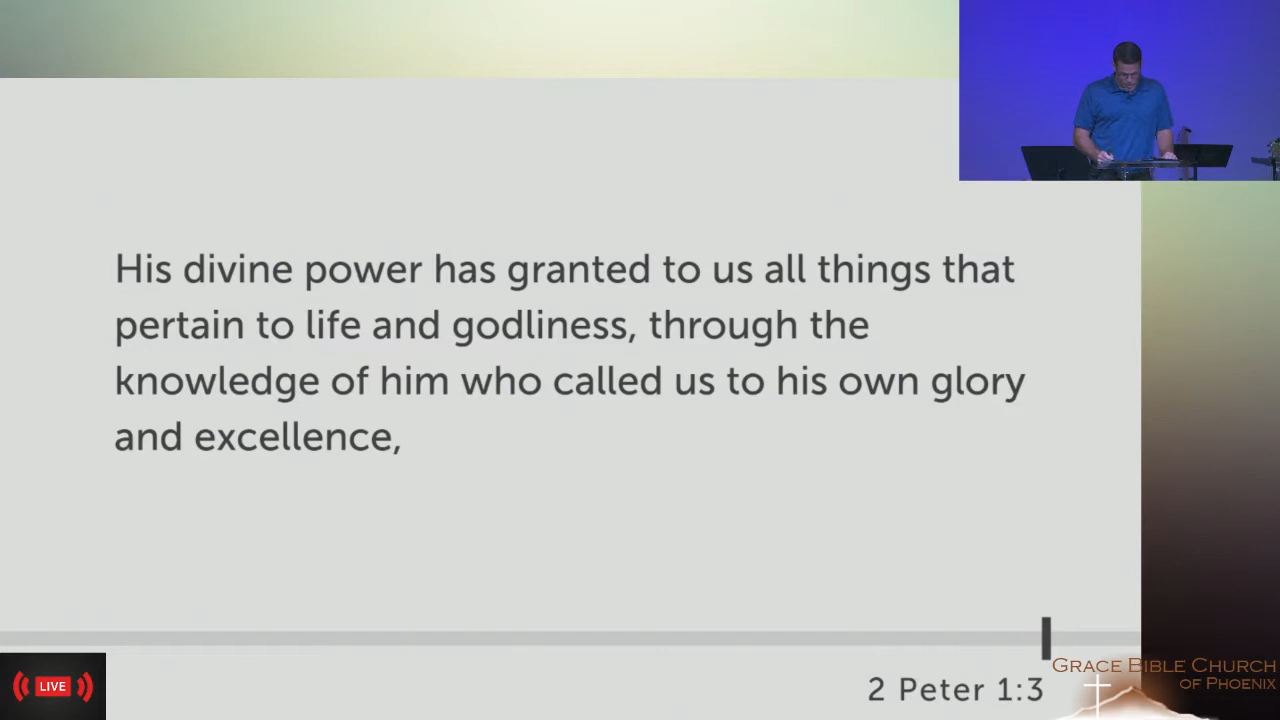 His divine power has granted to us all things that
pertain to life and godliness, through the
knowledge of him who called us to his own glory
and excellence,
2 Peter 1:3
LIVE
GRACE BIBLE CHURCH
OF PHOENIX